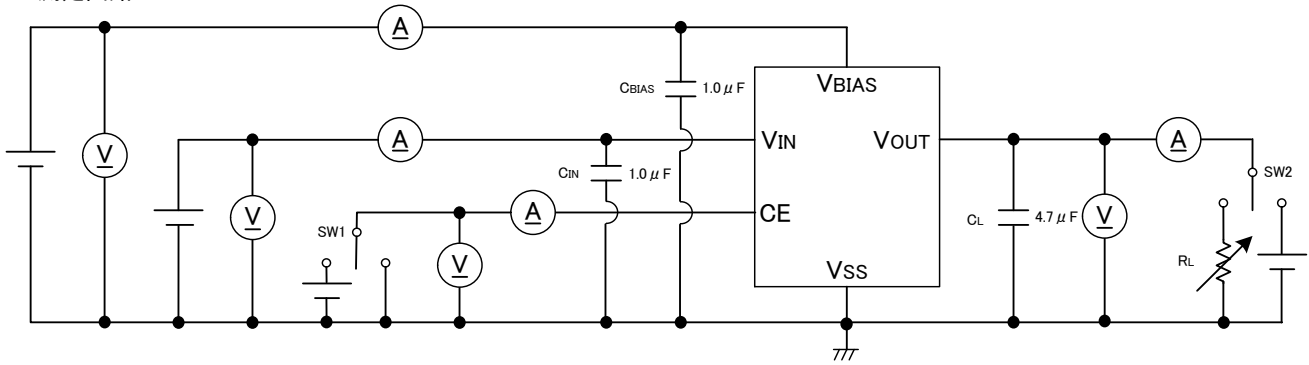 A
CBIAS 1.0μF
VBIAS
V
A
VIN
VOUT
A
CIN 1.0μF
V
SW1
A
CE
CL 4.7μF
V
SW2
V
VSS
RL